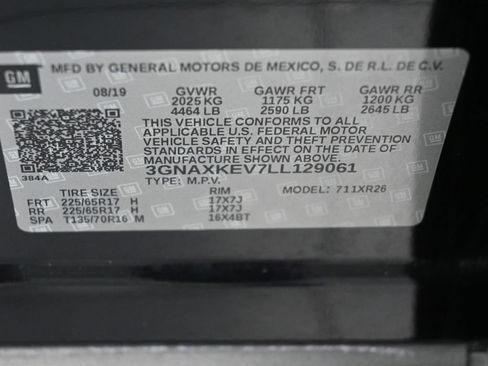 GM
MFD BY GENERAL MOTORS DE MEXICO, S. DE R.L. DE C.V.
08/19 GVWR GAWR FRT GAWR RR
2025 KG 1175 KG 1200 KG
4464 LB 2590 LB 2645 LB
THIS VEHICLE CONFORMS TO ALL
APPLICABLE U.S. FEDERAL MOTOR
VEHICLE SAFETY, BUMPER, AND THEFT
PREVENTION STANDARDS IN EFFECT
ON THE DATE OF MANUFACTURE
SHOWN ABOVE.
384A
3GNAXKEV7LL129061
TYPE: M.P.V. MODEL: 711XR26
TIRE SIZE RIM
FRT 225/65R17 H 17X7J
RR 225/65R17 H 17X7J
SPA T135/70R16 M 16X4BT